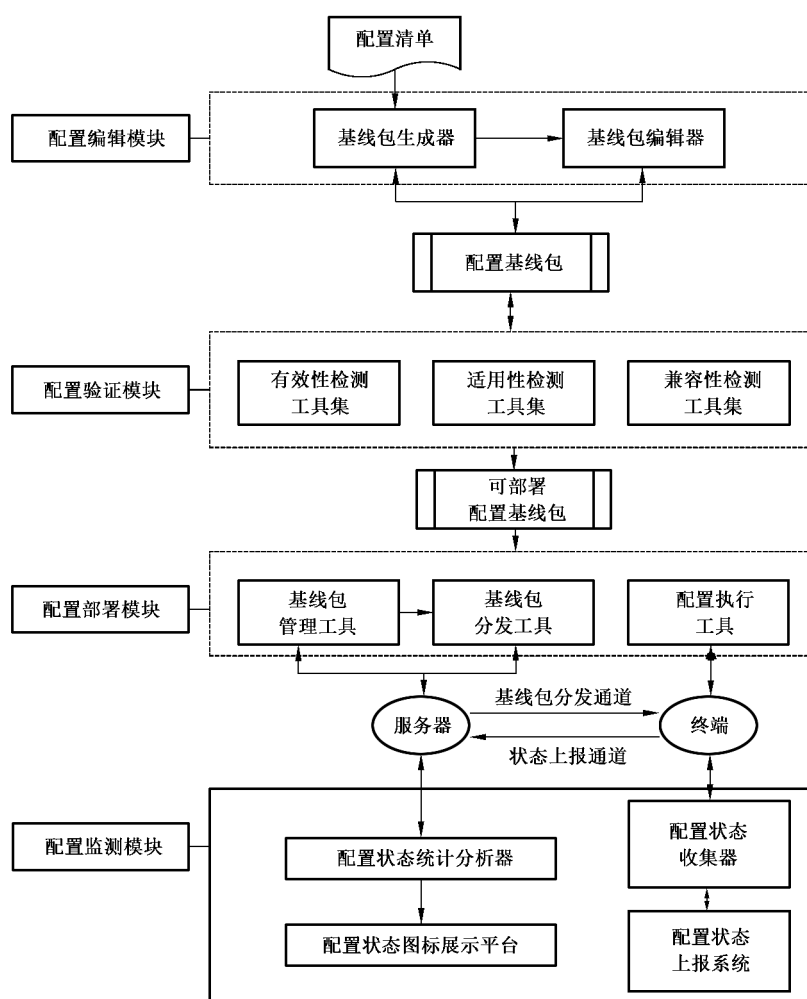 配置清单
配置编辑模块
基线包生成器
基线包编辑器
配置基线包
配置验证模块
有效性检测
工具集
适用性检测
工具集
兼容性检测
工具集
可部署
配置基线包
配置部署模块
基线包
管理工具
基线包
分发工具
配置执行
工具
服务器
基线包分发通道
终端
状态上报通道
配置监测模块
配置状态统计分析器
配置状态图标展示平台
配置状态
收集器
配置状态
上报系统